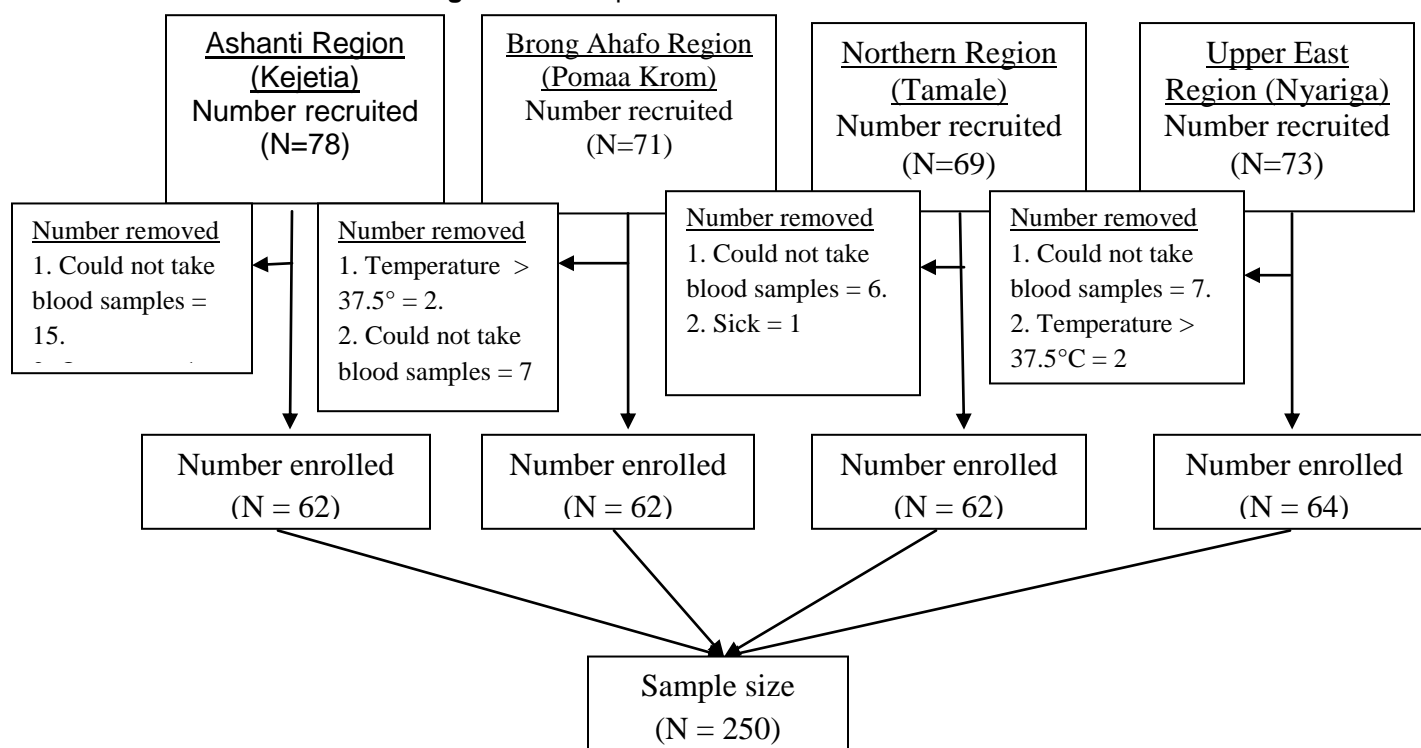 Ashanti Region
(Kejetia)
Number recruited
(N=78)
Brong Ahafo Region
(Pomaa Krom)
Number recruited
(N=71)
Northern Region
(Tamale)
Number recruited
(N=69)
Upper East
Region (Nyariga)
Number recruited
(N=73)
Number removed
1. Could not take
blood samples =
15.
Number removed
1. Temperature >
37.5° = 2.
2. Could not take
blood samples = 7
Number removed
1. Could not take
blood samples = 6.
2. Sick = 1
Number removed
1. Could not take
blood samples = 7.
2. Temperature >
37.5°C = 2
Number enrolled
(N = 62)
Number enrolled
(N = 62)
Number enrolled
(N = 62)
Number enrolled
(N = 64)
Sample size
(N = 250)